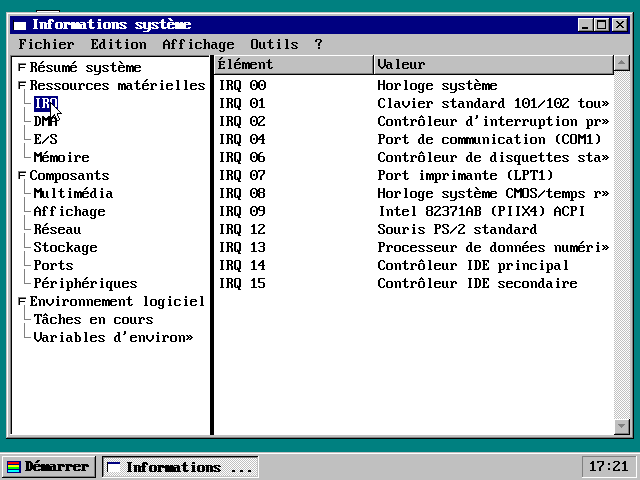 Informations système
Fichier Edition Affichage Outils ?
Résumé système
Ressources matérielles
IRQ
DMA
E/S
Mémoire
Composants
Multimédia
Affichage
Réseau
Stockage
Ports
Périphériques
Environnement logiciel
Tâches en cours
Variables d'environ»
Élément Valeur
IRQ 00 Horloge système
IRQ 01 Clavier standard 101/102 tou»
IRQ 02 Contrôleur d'interruption pr»
IRQ 04 Port de communication (COM1)
IRQ 06 Contrôleur de disquettes sta»
IRQ 07 Port imprimante (LPT1)
IRQ 08 Horloge système CMOS/temps r»
IRQ 09 Intel 82371AB (PIIX4) ACPI
IRQ 12 Souris PS/2 standard
IRQ 13 Processeur de données numéri»
IRQ 14 Contrôleur IDE principal
IRQ 15 Contrôleur IDE secondaire
Démarrer Informations ... 17:21